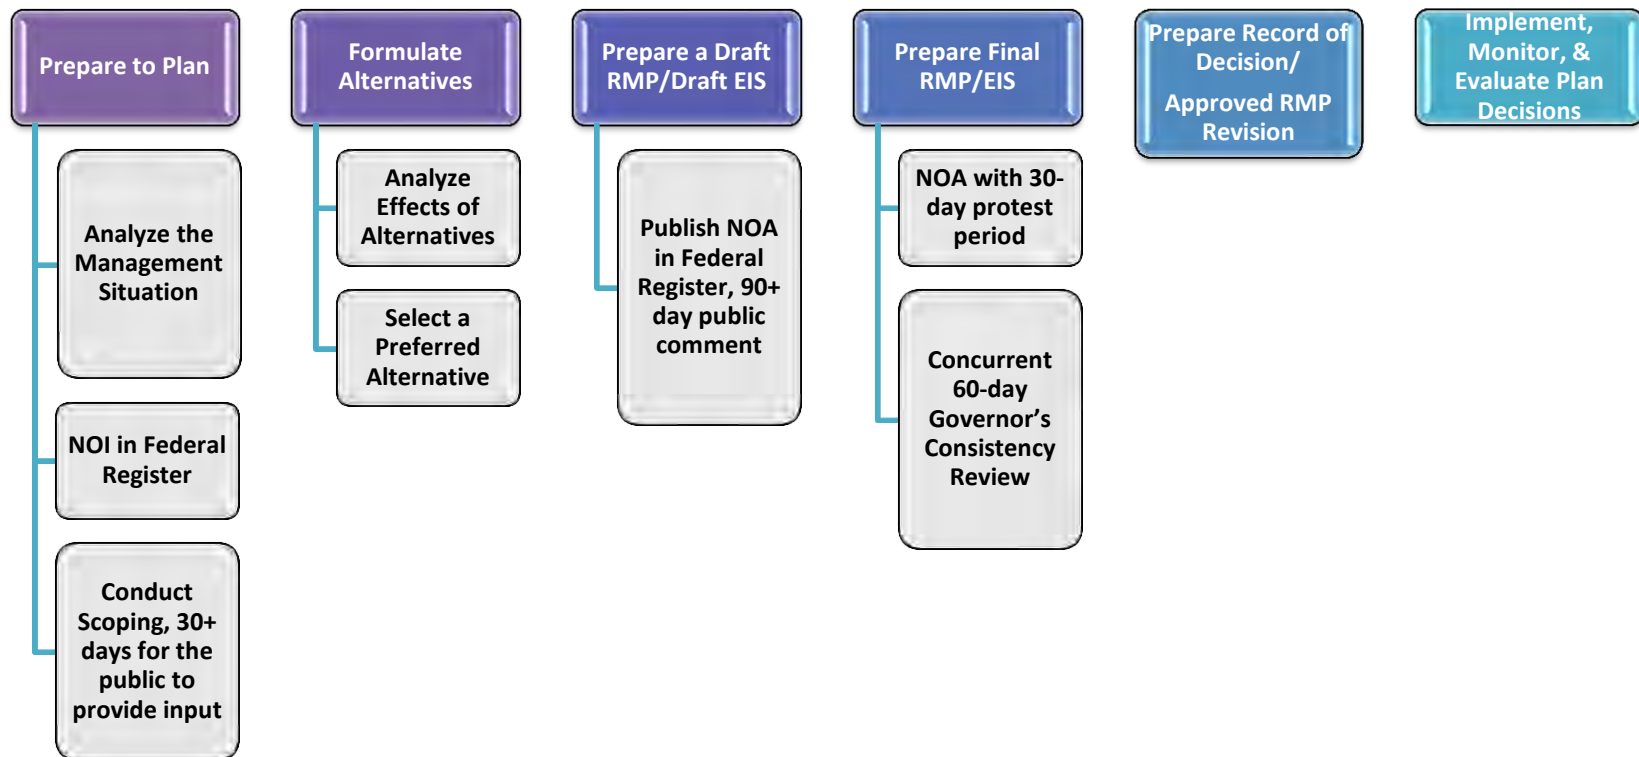 Prepare to Plan
Analyze the
Management
Situation
NOI in Federal
Register
Conduct
Scoping, 30+
days for the
public to
provide input
Formulate
Alternatives
Analyze
Effects of
Alternatives
Select a
Preferred
Alternative
Prepare a Draft
RMP/Draft EIS
Publish NOA
in Federal
Register, 90+
day public
comment
Prepare Final
RMP/EIS
NOA with 30-
day protest
period
Concurrent
60-day
Governor’s
Consistency
Review
Prepare Record of
Decision/
Approved RMP
Revision
Implement,
Monitor, &
Evaluate Plan
Decisions